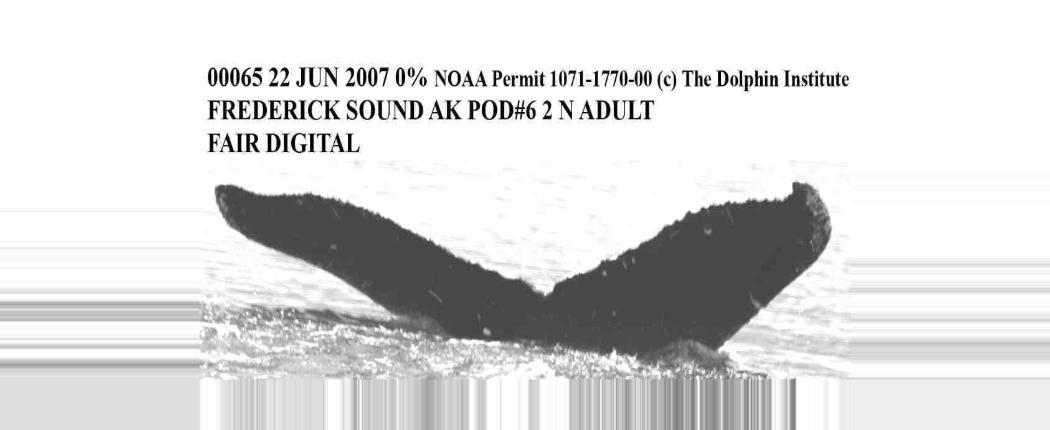 00065 22 JUN 2007 0% NOAA Permit 1071-1770-00 (c) The Dolphin Institute
FREDERICK SOUND AK POD#6 2 N ADULT
FAIR DIGITAL